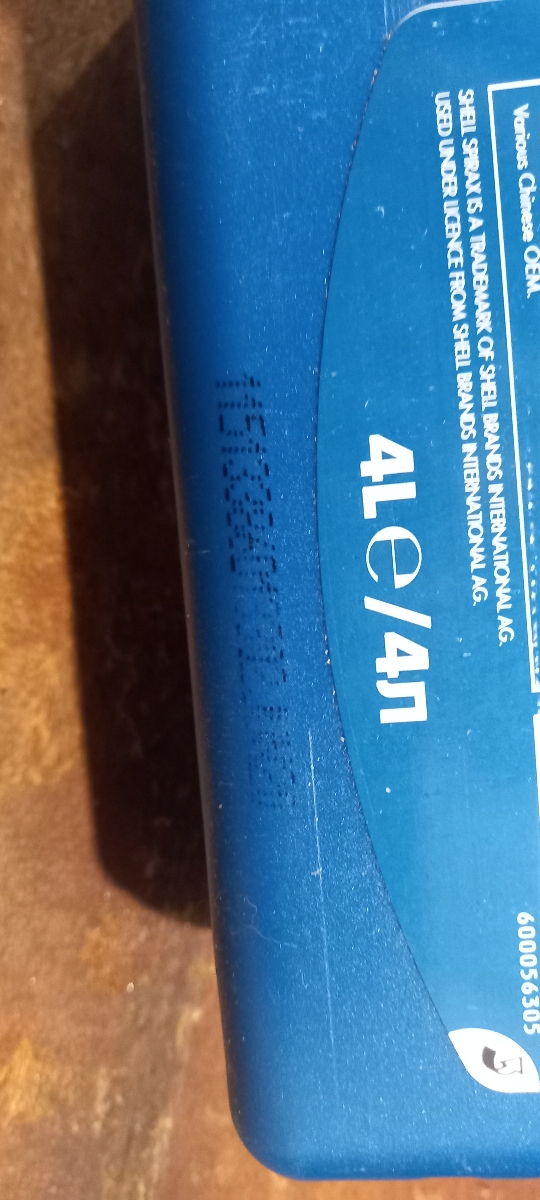 Various Chinese OEM.
SHELL SPIRAX IS A TRADEMARK OF SHELL BRANDS INTERNATIONAL AG.
USED UNDER LICENCE FROM SHELL BRANDS INTERNATIONAL AG.
4L ℮/4л
600056305